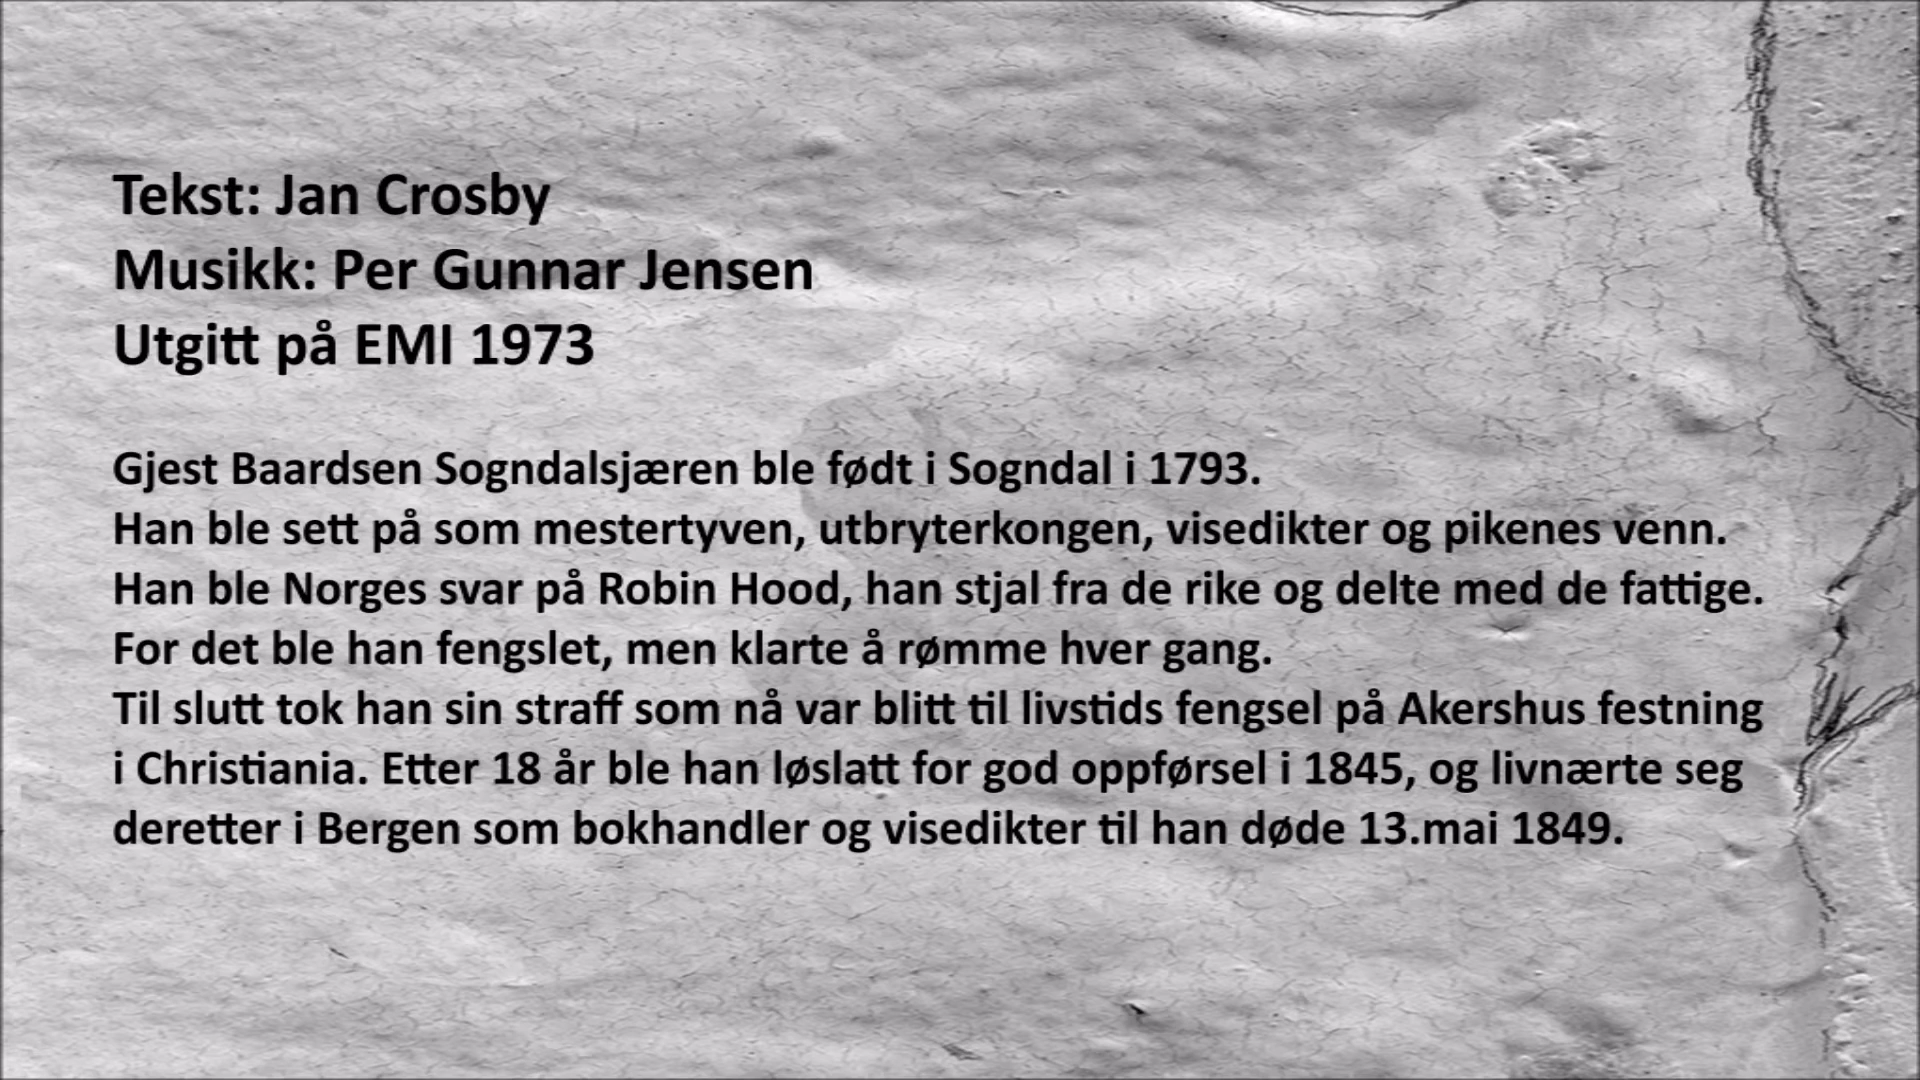 Tekst: Jan Crosby
Musikk: Per Gunnar Jensen
Utgitt på EMI 1973
Gjest Baardsen Sogndalsjæren ble født i Sogndal i 1793.
Han ble sett på som mestertyven, utbryterkongen, visedikter og pikenes venn.
Han ble Norges svar på Robin Hood, han stjal fra de rike og delte med de fattige.
For det ble han fengslet, men klarte å rømme hver gang.
Til slutt tok han sin straff som nå var blitt til livstids fengsel på Akershus festning
i Christiania. Etter 18 år ble han løslatt for god oppførsel i 1845, og livnærte seg
deretter i Bergen som bokhandler og visedikter til han døde 13.mai 1849.